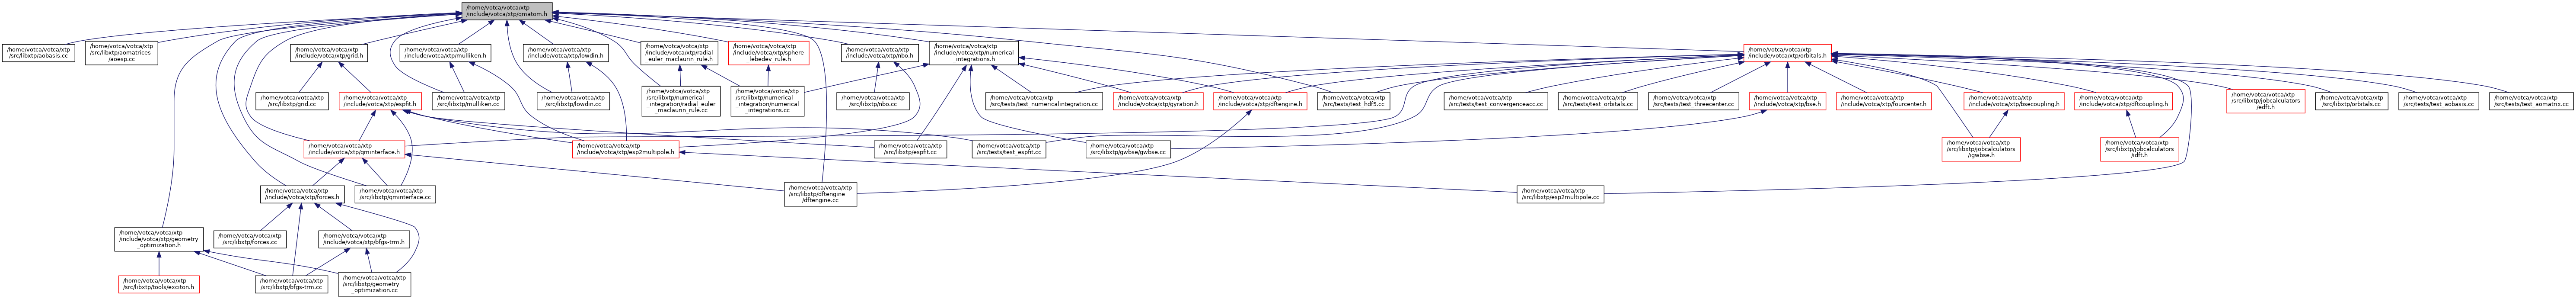 /home/votca/votca/xtp
/include/votca/xtp/qmatom.h
/home/votca/votca/xtp
/src/libxtp/aobasis.cc
/home/votca/votca/xtp
/src/libxtp/aomatrices
/aoesp.cc
/home/votca/votca/xtp
/include/votca/xtp/grid.h
/home/votca/votca/xtp
/include/votca/xtp/mulliken.h
/home/votca/votca/xtp
/include/votca/xtp/lowdin.h
/home/votca/votca/xtp
/include/votca/xtp/radial
_euler_maclaurin_rule.h
/home/votca/votca/xtp
/include/votca/xtp/sphere
_lebedev_rule.h
/home/votca/votca/xtp
/include/votca/xtp/nbo.h
/home/votca/votca/xtp
/include/votca/xtp/numerical
_integrations.h
/home/votca/votca/xtp
/include/votca/xtp/orbitals.h
/home/votca/votca/xtp
/src/libxtp/grid.cc
/home/votca/votca/xtp
/include/votca/xtp/espfit.h
/home/votca/votca/xtp
/src/libxtp/mulliken.cc
/home/votca/votca/xtp
/src/libxtp/lowdin.cc
/home/votca/votca/xtp
/src/libxtp/numerical
_integration/radial_euler
_maclaurin_rule.cc
/home/votca/votca/xtp
/src/libxtp/numerical
_integration/numerical
_integrations.cc
/home/votca/votca/xtp
/src/libxtp/nbo.cc
/home/votca/votca/xtp
/src/tests/test_numericalintegration.cc
/home/votca/votca/xtp
/include/votca/xtp/gyration.h
/home/votca/votca/xtp
/include/votca/xtp/dftengine.h
/home/votca/votca/xtp
/src/tests/test_hdf5.cc
/home/votca/votca/xtp
/src/tests/test_convergenceacc.cc
/home/votca/votca/xtp
/src/tests/test_orbitals.cc
/home/votca/votca/xtp
/src/tests/test_threecenter.cc
/home/votca/votca/xtp
/include/votca/xtp/bse.h
/home/votca/votca/xtp
/include/votca/xtp/fourcenter.h
/home/votca/votca/xtp
/include/votca/xtp/bsecoupling.h
/home/votca/votca/xtp
/include/votca/xtp/dftcoupling.h
/home/votca/votca/xtp
/src/libxtp/jobcalculators
/eqft.h
/home/votca/votca/xtp
/src/libxtp/orbitals.cc
/home/votca/votca/xtp
/src/tests/test_aobasis.cc
/home/votca/votca/xtp
/src/tests/test_aomatrix.cc
/home/votca/votca/xtp
/include/votca/xtp/qminterface.h
/home/votca/votca/xtp
/include/votca/xtp/esp2multipole.h
/home/votca/votca/xtp
/src/libxtp/espfit.cc
/home/votca/votca/xtp
/src/tests/test_espfit.cc
/home/votca/votca/xtp
/src/libxtp/gwbse/gwbse.cc
/home/votca/votca/xtp
/src/libxtp/jobcalculators
/igwbse.h
/home/votca/votca/xtp
/src/libxtp/jobcalculators
/idft.h
/home/votca/votca/xtp
/include/votca/xtp/forces.h
/home/votca/votca/xtp
/src/libxtp/qminterface.cc
/home/votca/votca/xtp
/src/libxtp/dftengine
/dftengine.cc
/home/votca/votca/xtp
/src/libxtp/esp2multipole.cc
/home/votca/votca/xtp
/include/votca/xtp/geometry
_optimization.h
/home/votca/votca/xtp
/src/libxtp/forces.cc
/home/votca/votca/xtp
/include/votca/xtp/bfgs-trm.h
/home/votca/votca/xtp
/src/libxtp/tools/exciton.h
/home/votca/votca/xtp
/src/libxtp/bfgs-trm.cc
/home/votca/votca/xtp
/src/libxtp/geometry
_optimization.cc